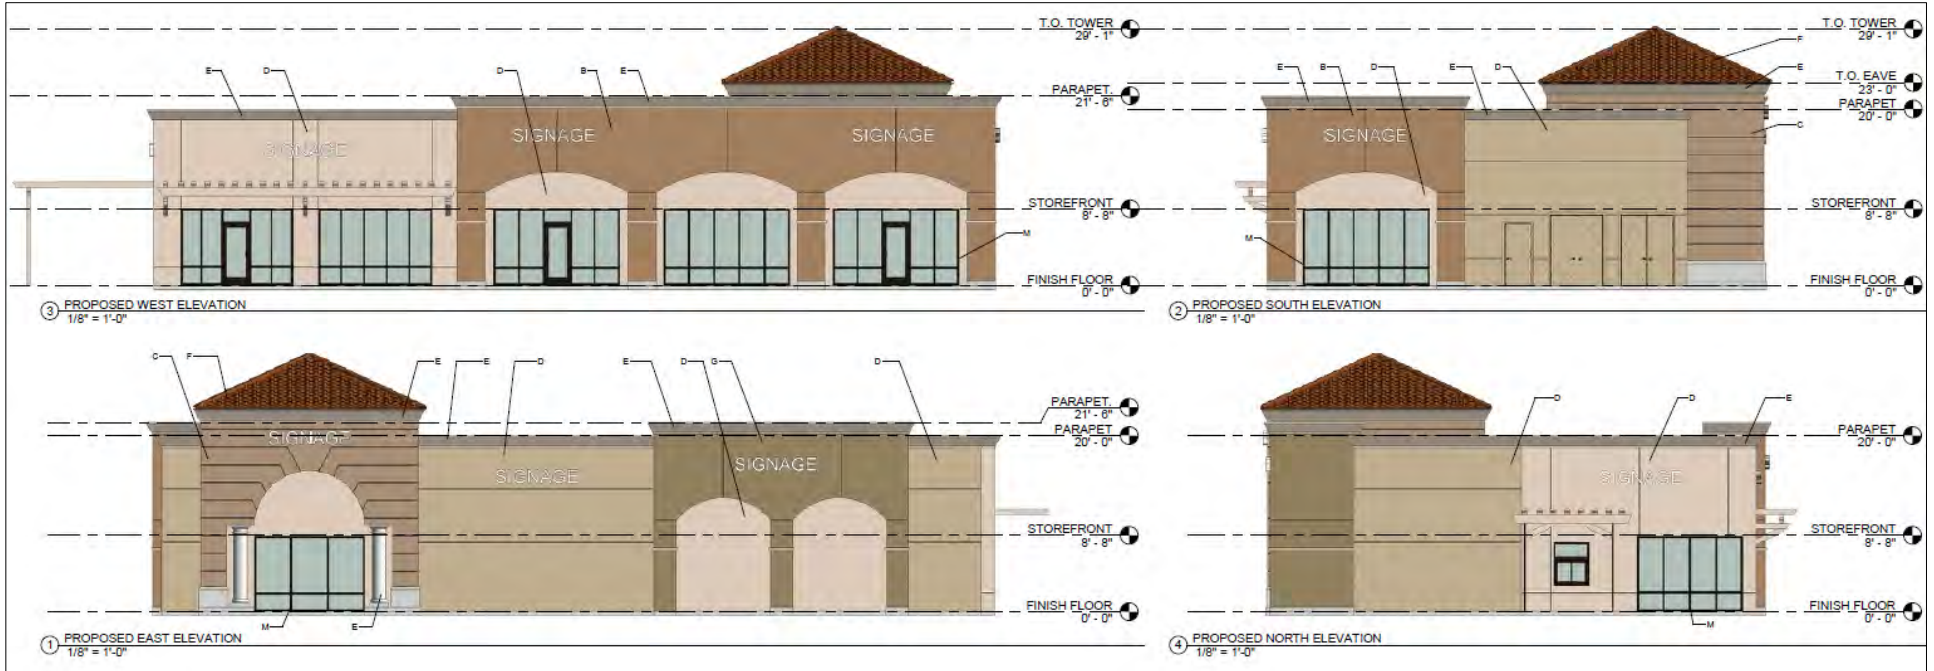 T.O. TOWER
29' - 1"
E
D
D
B
E
PARAPET.
21' - 6"
SIGNAGE
SIGNAGE
SIGNAGE
STOREFRONT
8' - 8"
M
FINISH FLOOR
0' - 0"
3 PROPOSED WEST ELEVATION
1/8" = 1'-0"
T.O. TOWER
29' - 1"
F
E
B
D
E
D
E
T.O. EAVE
23' - 0"
PARAPET
20' - 0"
C
SIGNAGE
STOREFRONT
8' - 8"
M
FINISH FLOOR
0' - 0"
2 PROPOSED SOUTH ELEVATION
1/8" = 1'-0"
C
F
E
E
D
E
D
G
D
PARAPET.
21' - 6"
PARAPET
20' - 0"
SIGNAGE
SIGNAGE
SIGNAGE
STOREFRONT
8' - 8"
FINISH FLOOR
0' - 0"
M
E
1 PROPOSED EAST ELEVATION
1/8" = 1'-0"
D
D
E
PARAPET
20' - 0"
SIGNAGE
STOREFRONT
8' - 8"
FINISH FLOOR
0' - 0"
M
4 PROPOSED NORTH ELEVATION
1/8" = 1'-0"